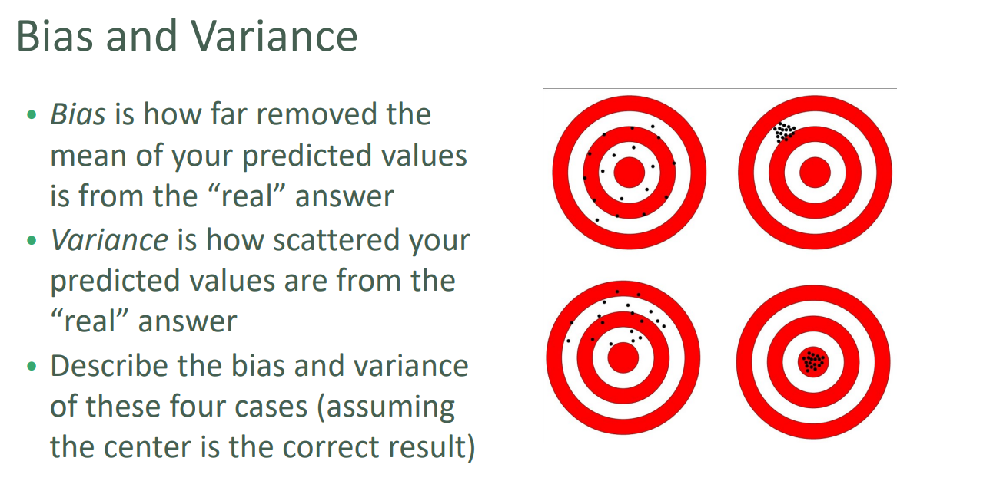 Bias and Variance
• Bias is how far removed the
mean of your predicted values
is from the “real” answer
• Variance is how scattered your
predicted values are from the
“real” answer
• Describe the bias and variance
of these four cases (assuming
the center is the correct result)